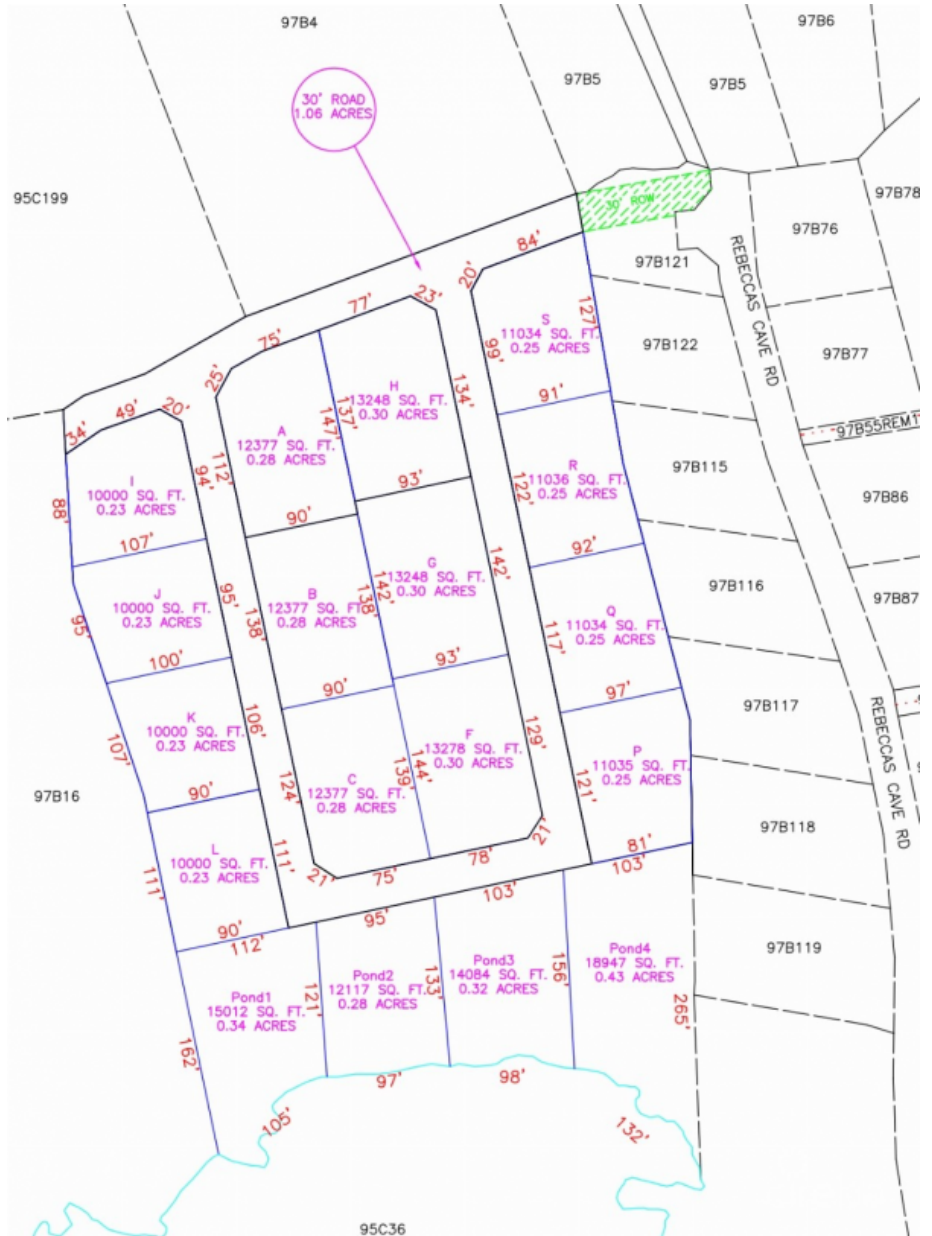 97B4
97B6
97B5
97B5
30' ROAD
1.06 ACRES
95C199
97B78
30' ROW
97B76
84'
97B121
REBECCAS CAVE RD
20'
23'
77'
127'
S
11034 SQ. FT.
0.25 ACRES
97B122
97B77
75'
99'
25'
H
13248 SQ. FT.
0.30 ACRES
134'
137'
147'
91'
97B55REM1
49'
20'
34'
A
12377 SQ. FT.
0.28 ACRES
112'
94'
I
10000 SQ. FT.
0.23 ACRES
88'
93'
R
11036 SQ. FT.
0.25 ACRES
122'
97B115
97B86
90'
107'
92'
G
13248 SQ. FT.
0.30 ACRES
142'
142'
138'
97B116
97B87
J
10000 SQ. FT.
0.23 ACRES
95'
95'
B
12377 SQ. FT.
0.28 ACRES
138'
Q
11034 SQ. FT.
0.25 ACRES
117'
93'
100'
90'
97'
97B117
REBECCAS CAVE RD
K
10000 SQ. FT.
0.23 ACRES
107'
106'
F
13278 SQ. FT.
0.30 ACRES
129'
P
11035 SQ. FT.
0.25 ACRES
121'
C
12377 SQ. FT.
0.28 ACRES
124'
139'
144'
90'
97B16
97B118
L
10000 SQ. FT.
0.23 ACRES
111'
111'
21'
75'
78'
21'
81'
103'
103'
95'
90'
112'
97B119
Pond1
15012 SQ. FT.
0.34 ACRES
121'
Pond2
12117 SQ. FT.
0.28 ACRES
133'
Pond3
14084 SQ. FT.
0.32 ACRES
156'
Pond4
18947 SQ. FT.
0.43 ACRES
265'
162'
97'
98'
105'
132'
95C36